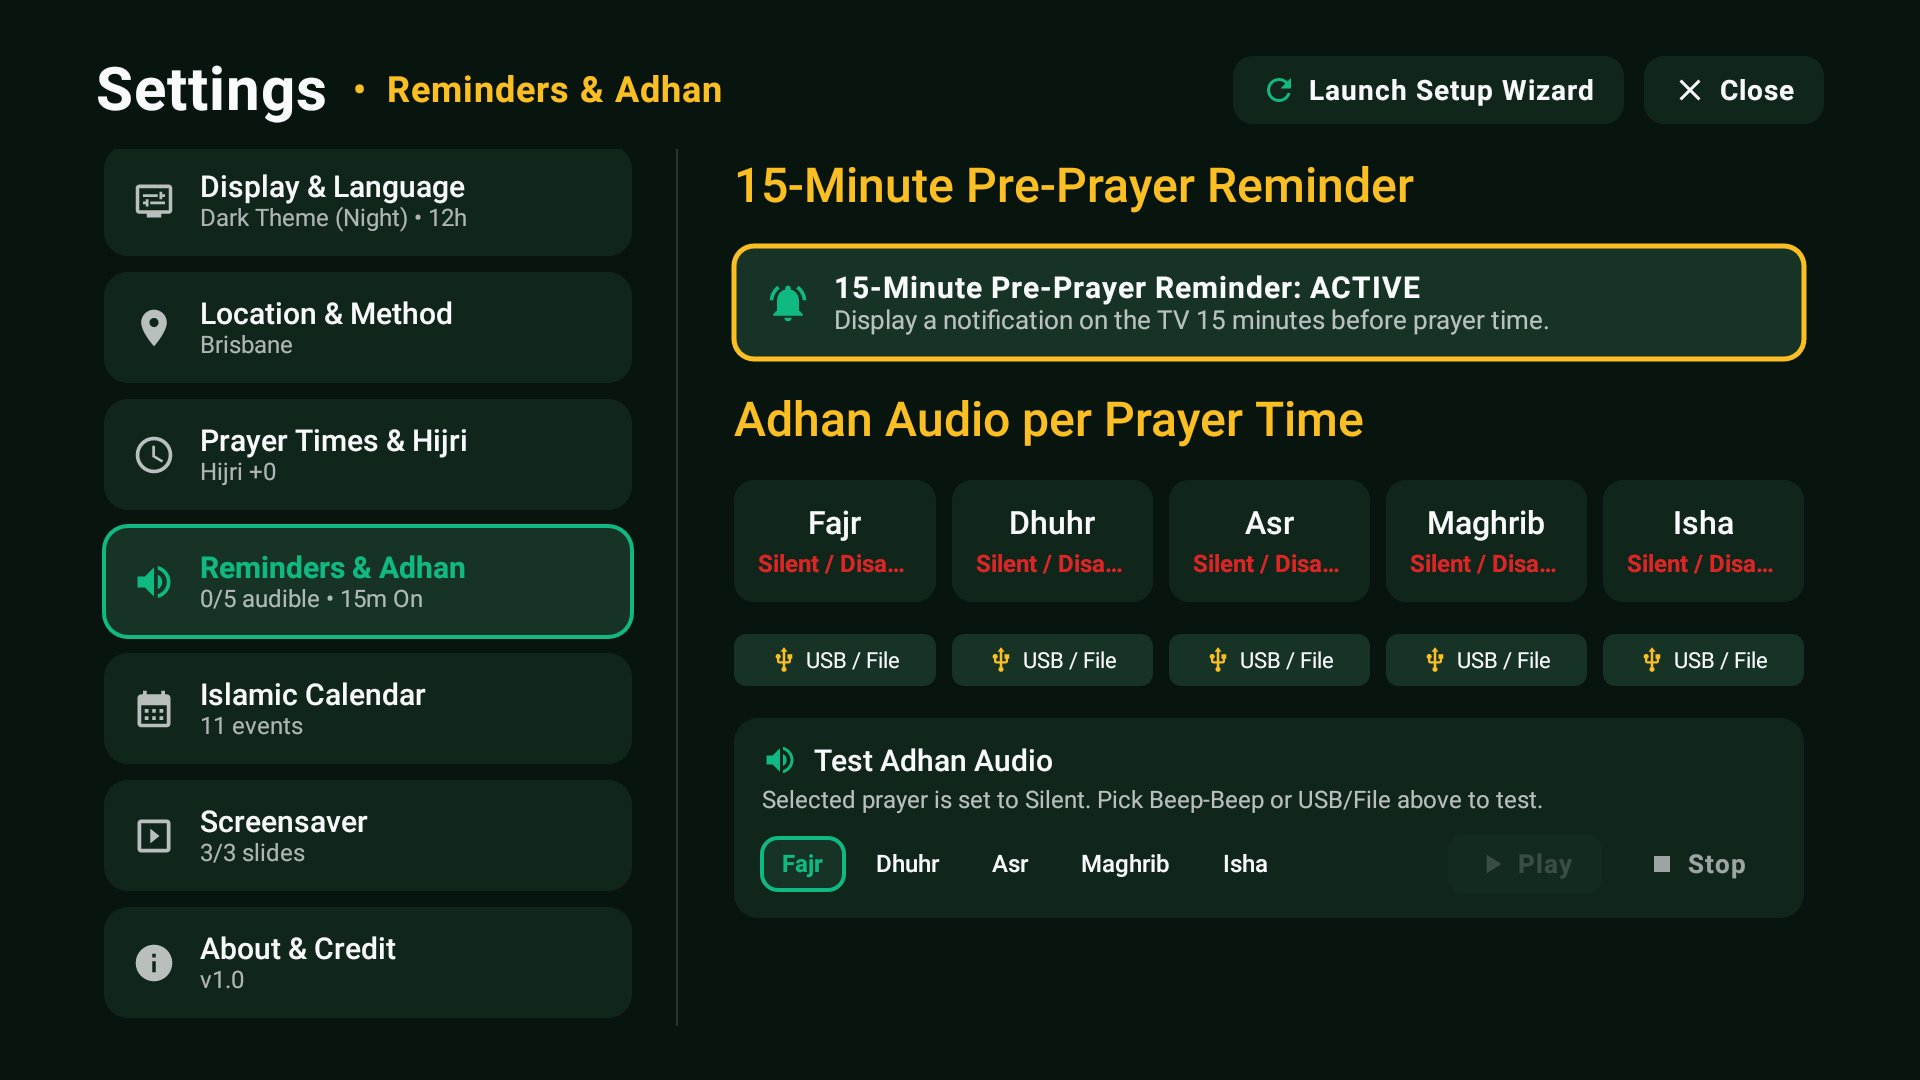 Settings • Reminders & Adhan
Launch Setup Wizard
Close
Display & Language
Dark Theme (Night) • 12h
Location & Method
Brisbane
Prayer Times & Hijri
Hijri +0
Reminders & Adhan
0/5 audible • 15m On
Islamic Calendar
11 events
Screensaver
3/3 slides
About & Credit
v1.0
15-Minute Pre-Prayer Reminder
15-Minute Pre-Prayer Reminder: ACTIVE
Display a notification on the TV 15 minutes before prayer time.
Adhan Audio per Prayer Time
Fajr
Silent / Disa...
Dhuhr
Silent / Disa...
Asr
Silent / Disa...
Maghrib
Silent / Disa...
Isha
Silent / Disa...
USB / File
USB / File
USB / File
USB / File
USB / File
Test Adhan Audio
Selected prayer is set to Silent. Pick Beep-Beep or USB/File above to test.
Fajr
Dhuhr
Asr
Maghrib
Isha
Play
Stop